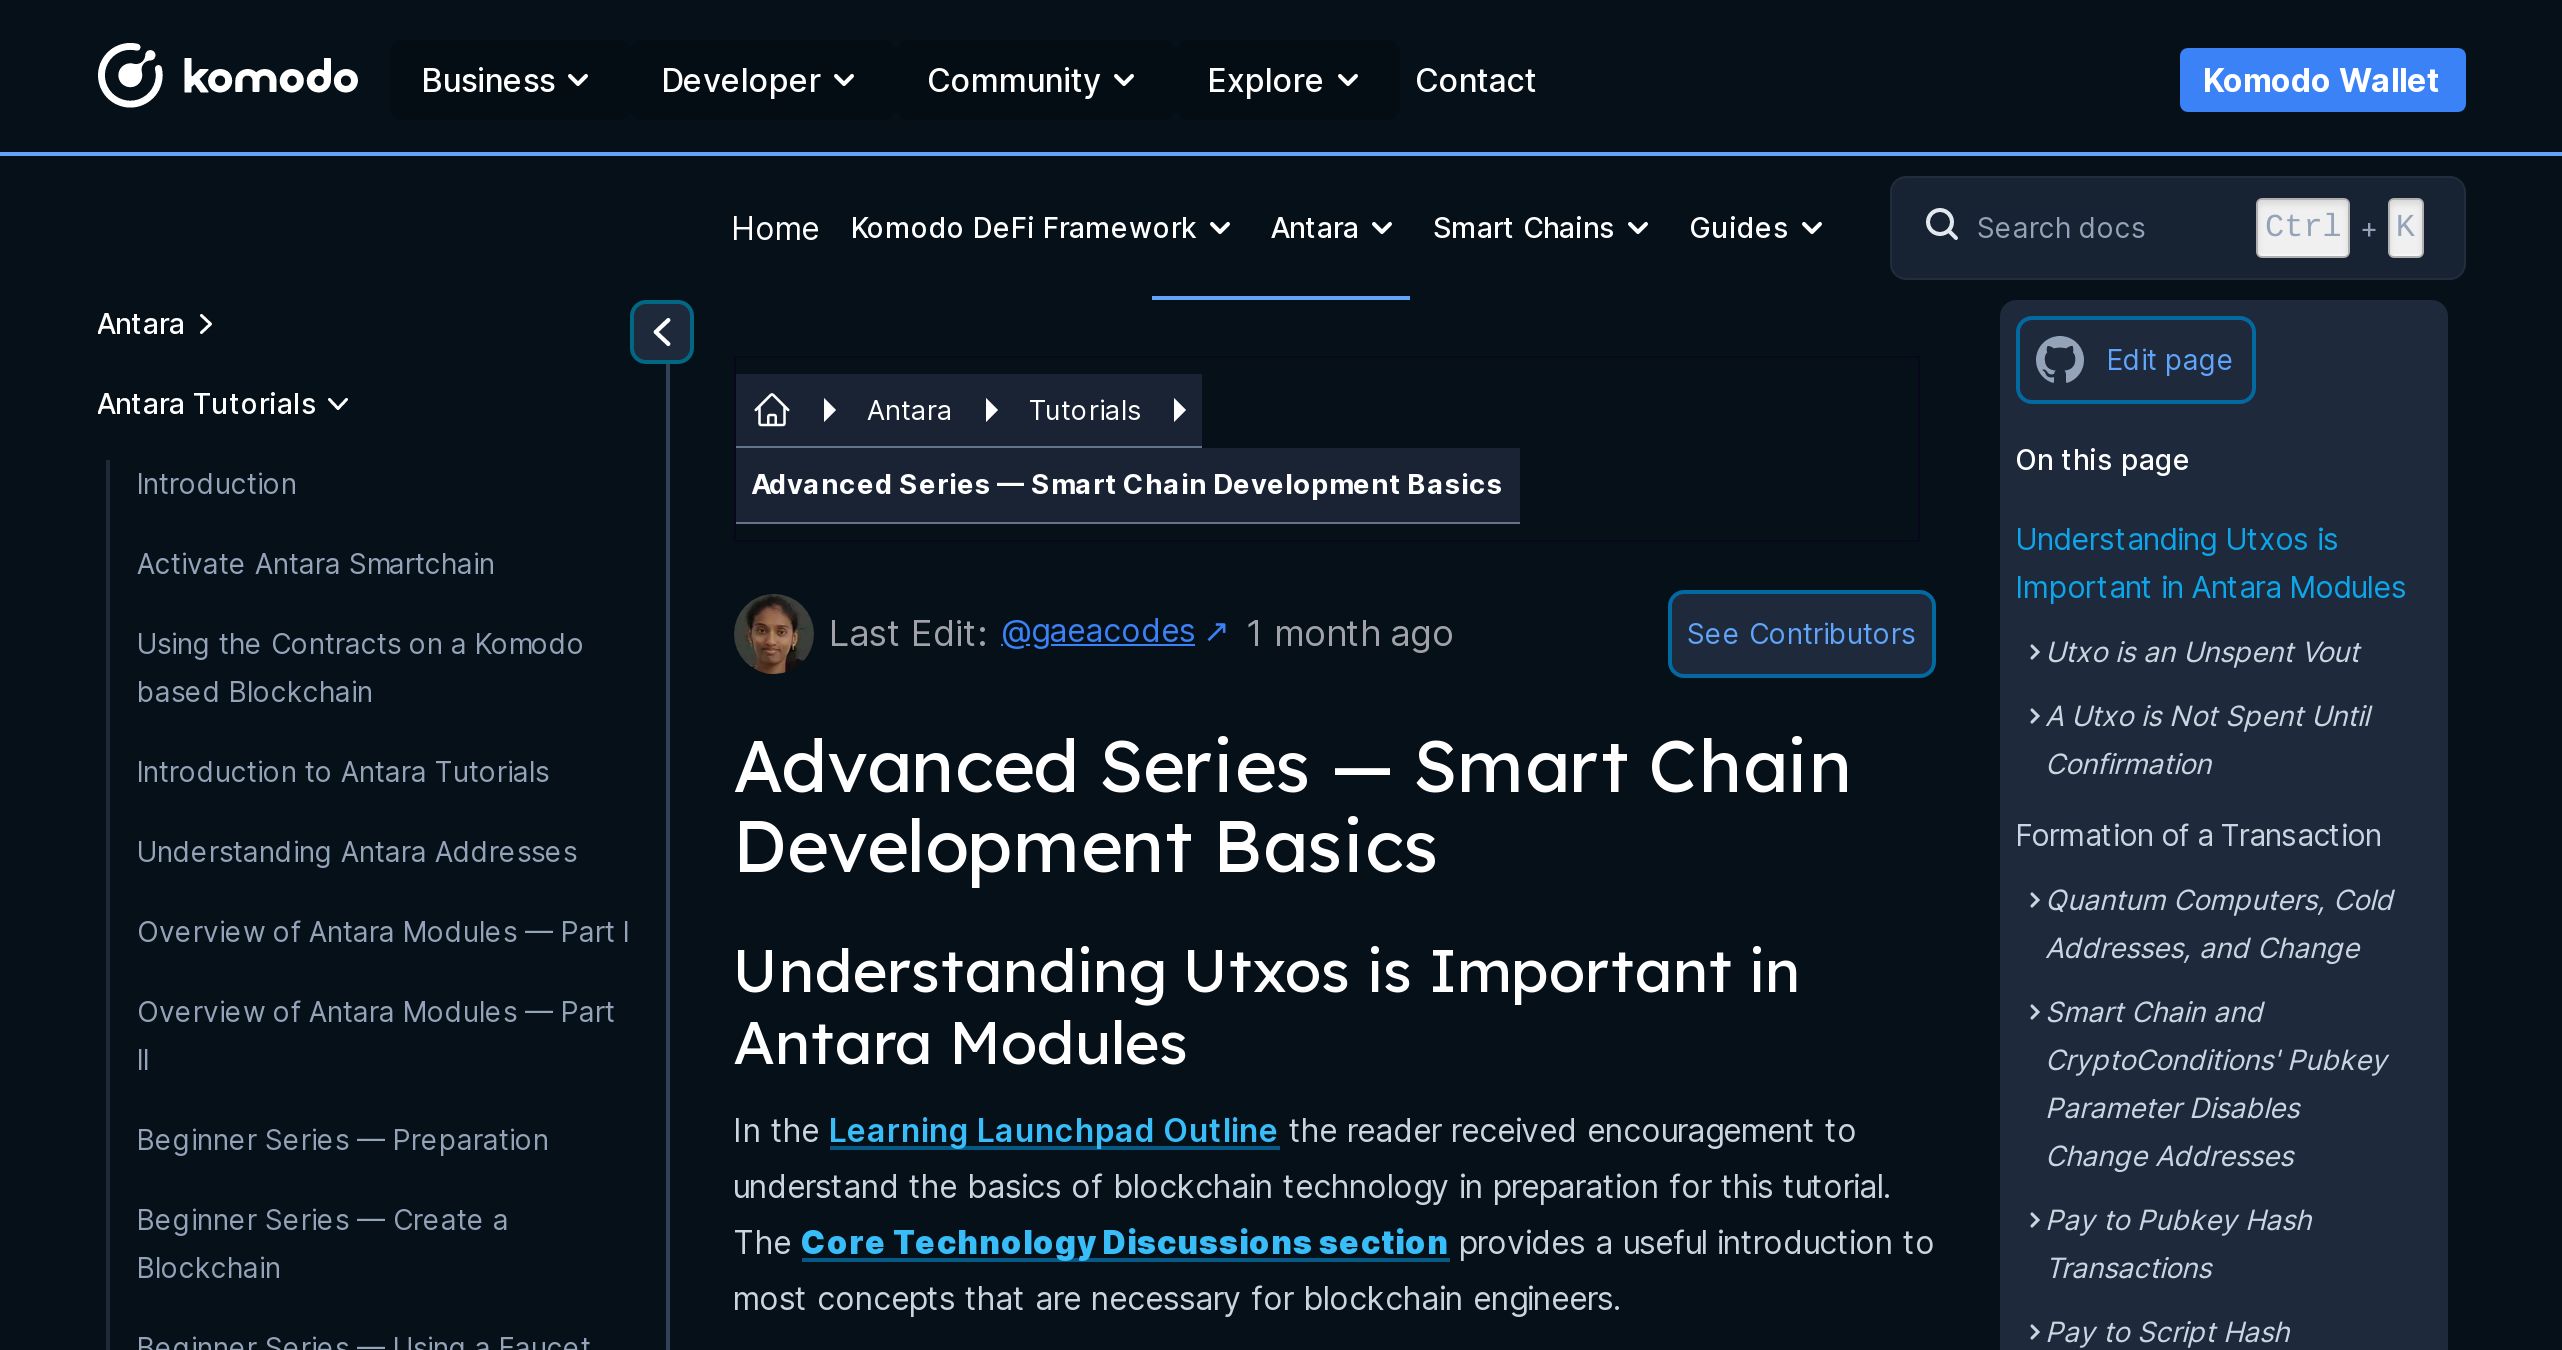 komodo
Business
Developer
Community
Explore
Contact
Komodo Wallet
Home
Komodo DeFi Framework
Antara
Smart Chains
Guides
Search docs
Ctrl + K
Antara
Antara Tutorials
Introduction
Activate Antara Smartchain
Using the Contracts on a Komodo
based Blockchain
Introduction to Antara Tutorials
Understanding Antara Addresses
Overview of Antara Modules — Part I
Overview of Antara Modules — Part
II
Beginner Series — Preparation
Beginner Series — Create a
Blockchain
Beginner Series — Using a Faucet
Antara
Tutorials
Advanced Series — Smart Chain Development Basics
Last Edit: @gaeacodes ↗ 1 month ago
See Contributors
Advanced Series — Smart Chain
Development Basics
Understanding Utxos is Important in
Antara Modules
In the Learning Launchpad Outline the reader received encouragement to
understand the basics of blockchain technology in preparation for this tutorial.
The Core Technology Discussions section provides a useful introduction to
most concepts that are necessary for blockchain engineers.
Edit page
On this page
Understanding Utxos is
Important in Antara Modules
Utxo is an Unspent Vout
A Utxo is Not Spent Until
Confirmation
Formation of a Transaction
Quantum Computers, Cold
Addresses, and Change
Smart Chain and
CryptoConditions' Pubkey
Parameter Disables
Change Addresses
Pay to Pubkey Hash
Transactions
Pay to Script Hash